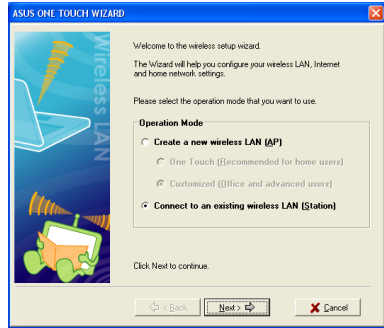 ASUS ONE TOUCH WIZARD
Wireless LAN
Welcome to the wireless setup wizard.
The Wizard will help you configure your wireless LAN, Internet
and home network settings.
Please select the operation mode that you want to use.
Operation Mode
Create a new wireless LAN (AP)
One Touch (Recommended for home users)
Customized (Office and advanced users)
Connect to an existing wireless LAN (Station)
Click Next to continue.
< Back
Next >
Cancel